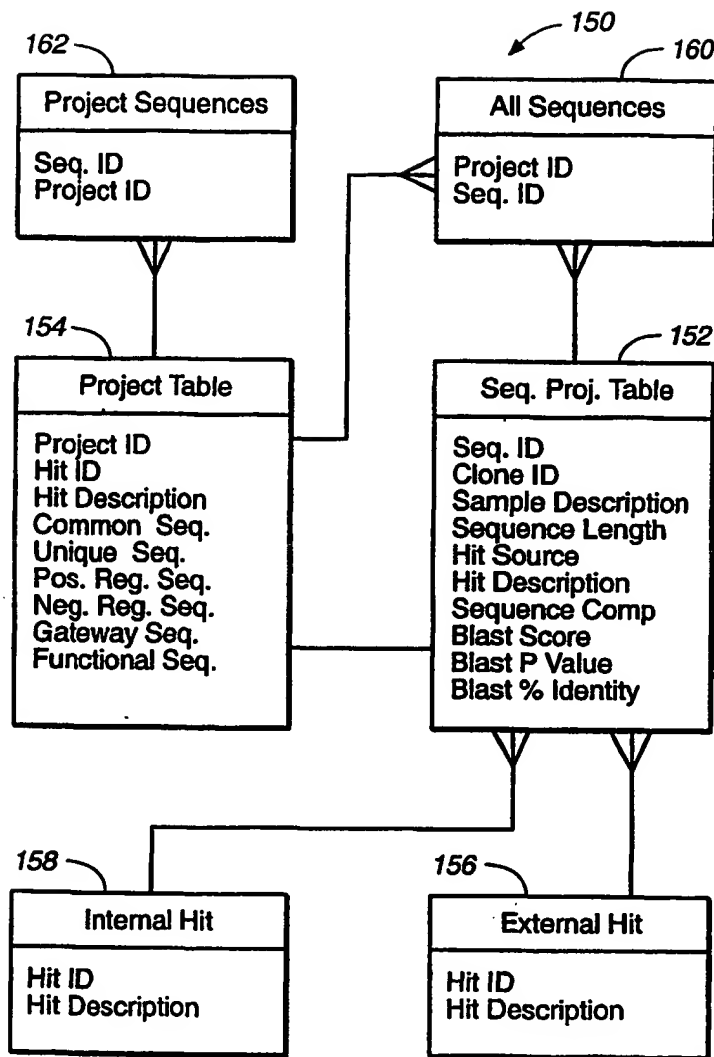 150
162
Project Sequences
Seq. ID
Project ID
160
All Sequences
Project ID
Seq. ID
154
Project Table
Project ID
Hit ID
Hit Description
Common Seq.
Unique Seq.
Pos. Reg. Seq.
Neg. Reg. Seq.
Gateway Seq.
Functional Seq.
152
Seq. Proj. Table
Seq. ID
Clone ID
Sample Description
Sequence Length
Hit Source
Hit Description
Sequence Comp
Blast Score
Blast P Value
Blast % Identity
158
Internal Hit
Hit ID
Hit Description
156
External Hit
Hit ID
Hit Description